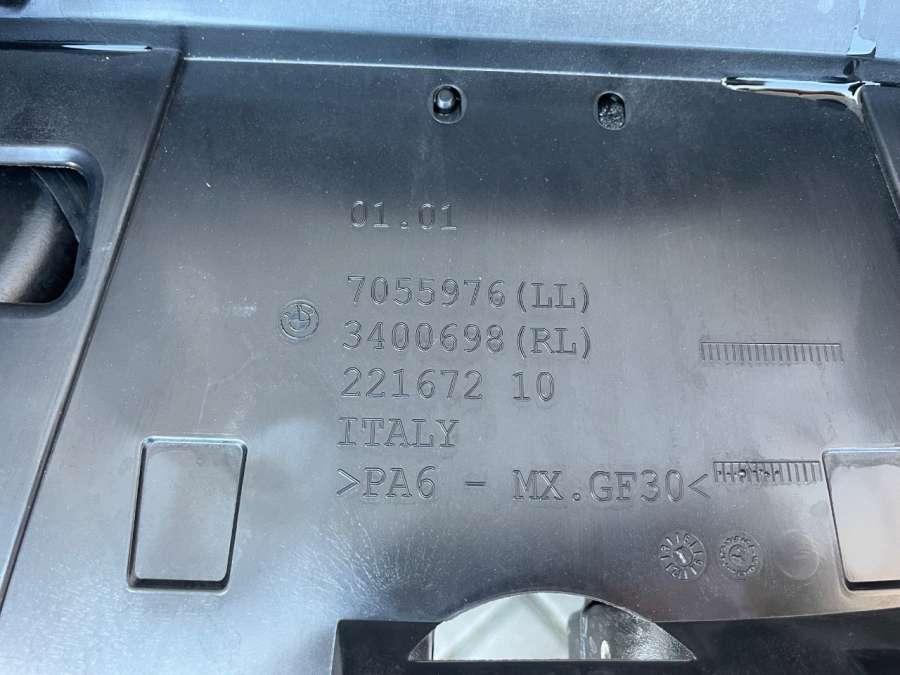 01.01
7055976(LL)
3400698(RL)
221672 10
ITALY
>PA6 - MX.GF30<